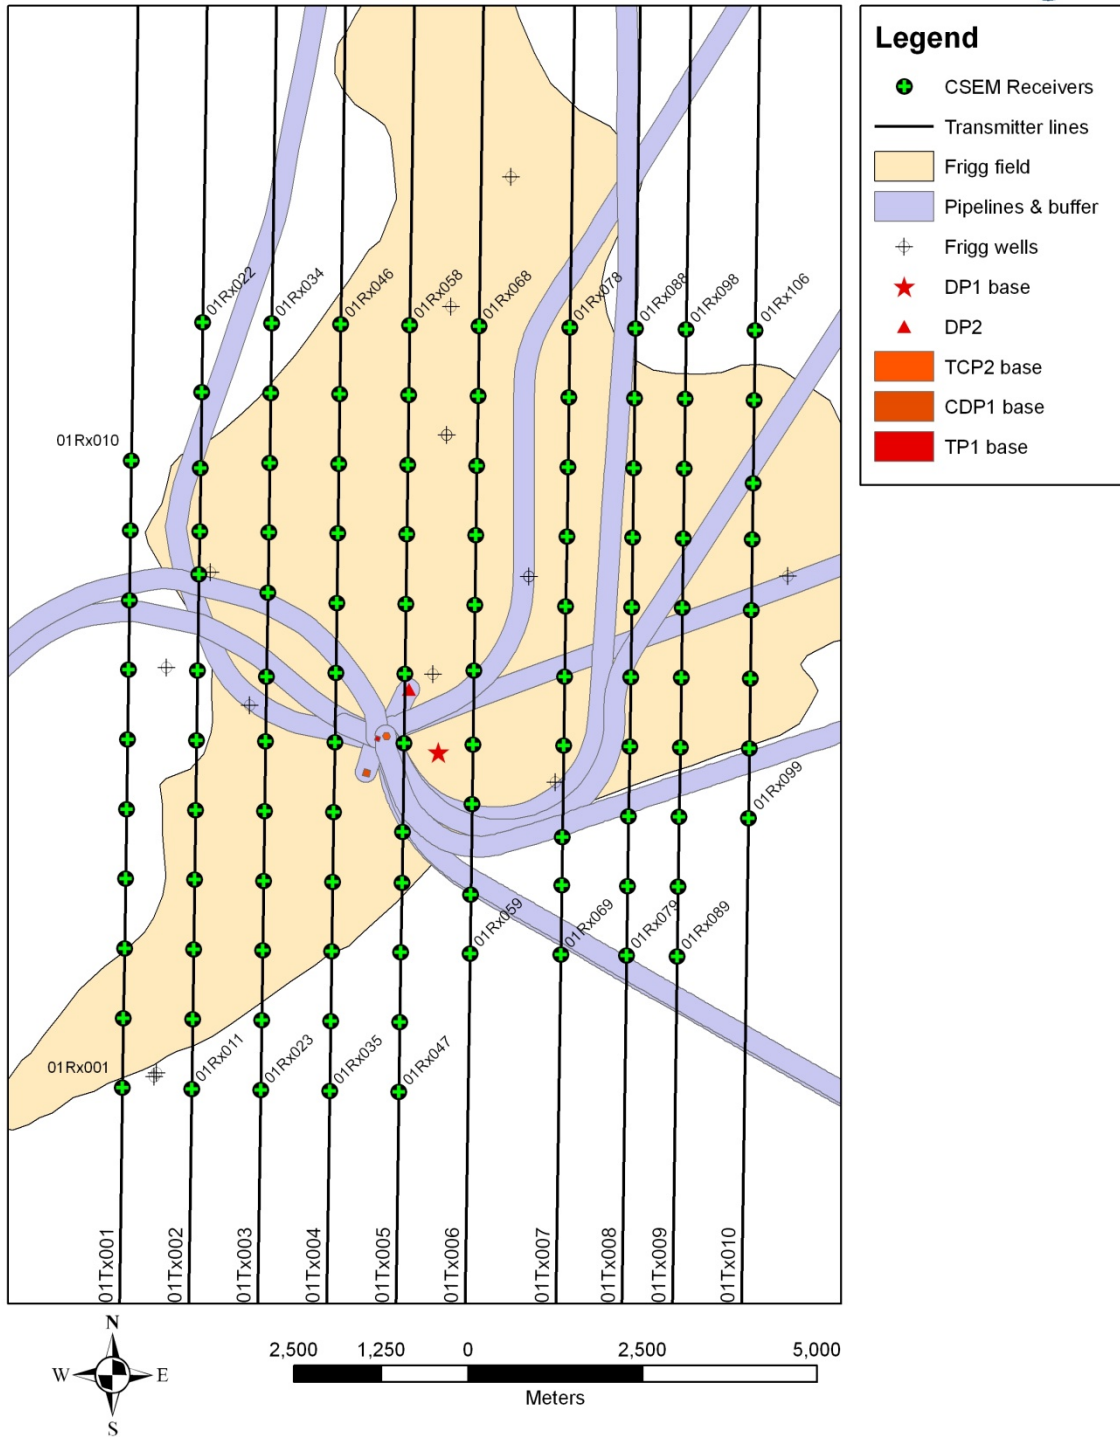 Legend
CSEM Receivers
Transmitter lines
Frigg field
Pipelines & buffer
Frigg wells
DP1 base
DP2
TCP2 base
CDP1 base
TP1 base
01Rx022
01Rx034
01Rx046
01Rx058
01Rx068
01Rx078
01Rx088
01Rx098
01Rx106
01Rx010
01Rx099
01Rx059
01Rx069
01Rx079
01Rx089
01Rx001
01Rx011
01Rx023
01Rx035
01Rx047
01Tx001
01Tx002
01Tx003
01Tx004
01Tx005
01Tx006
01Tx007
01Tx008
01Tx009
01Tx010
N
W E
S
2,500 1,250 0 2,500 5,000
Meters